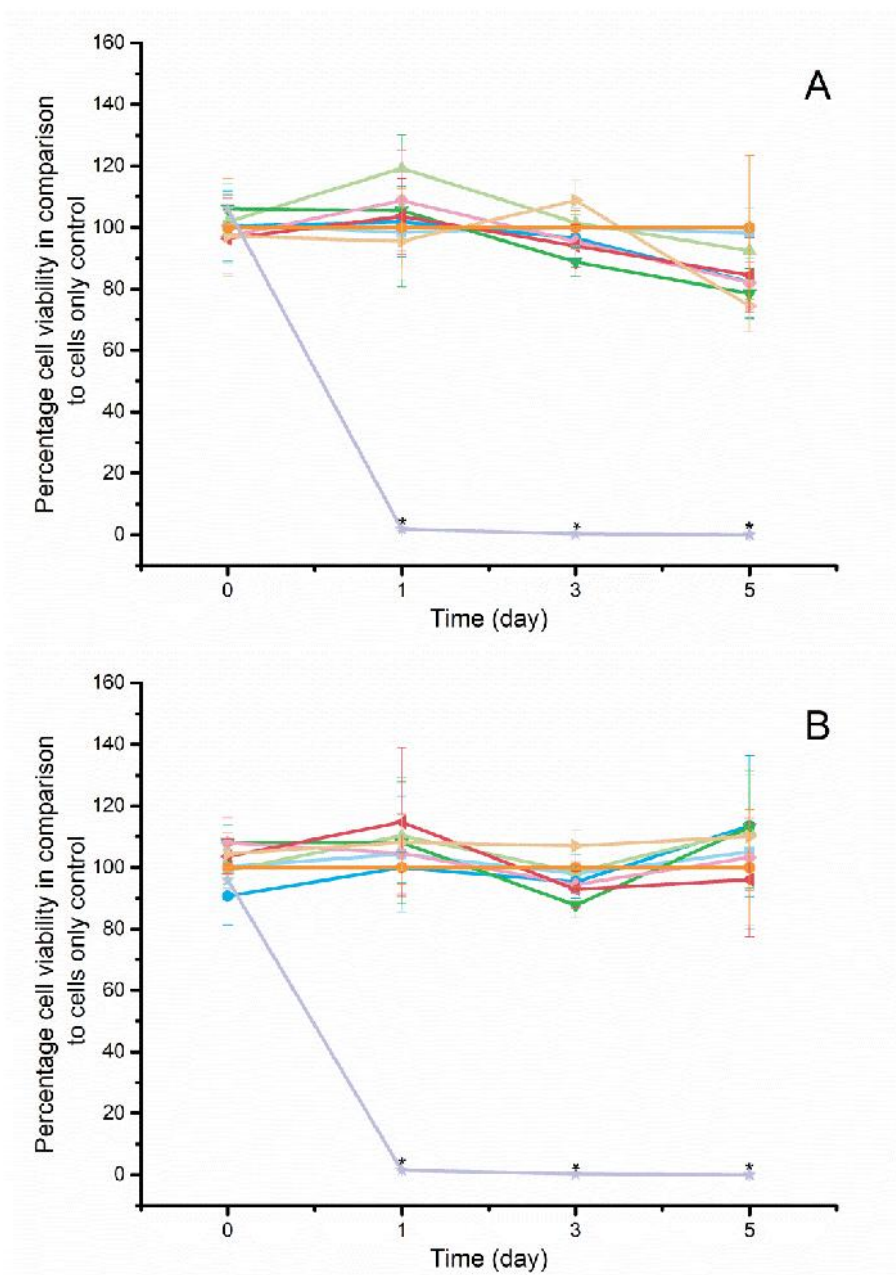 A
160
140
120
100
80
60
40
20
0
Percentage cell viability in comparison
to cells only control
* * *
0 1 3 5
Time (day)
B
160
140
120
100
80
60
40
20
0
Percentage cell viability in comparison
to cells only control
* * *
0 1 3 5
Time (day)